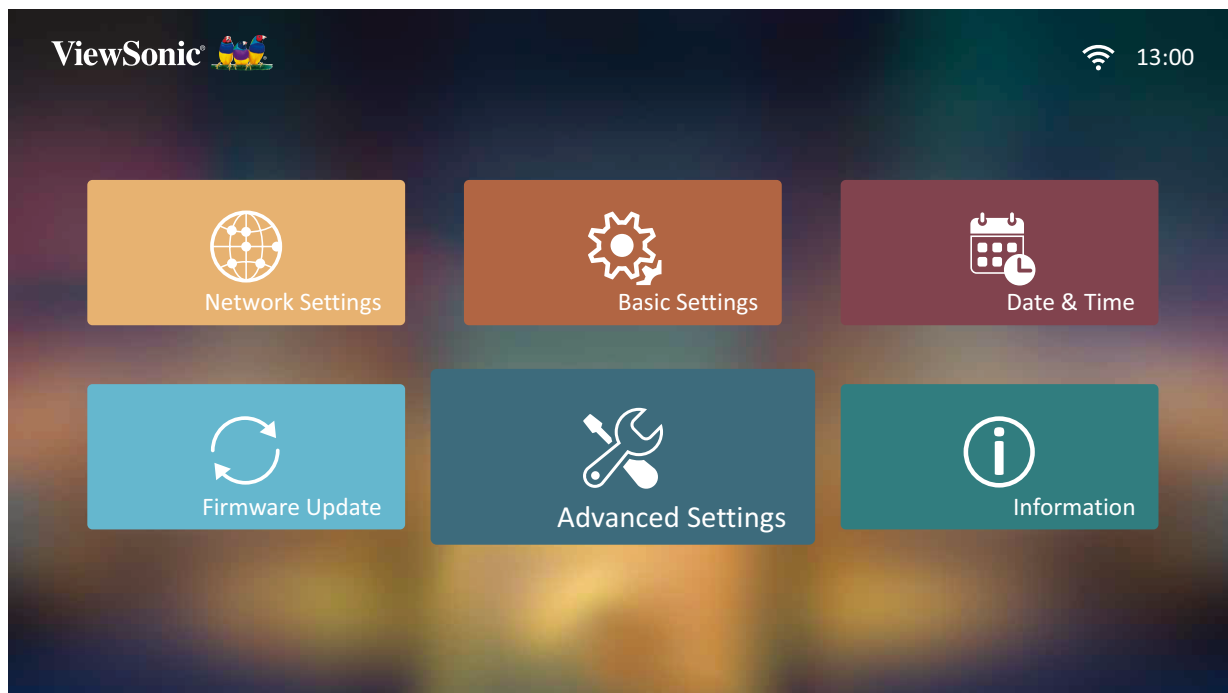 ViewSonic®
13:00
Network Settings
Basic Settings
Date & Time
Firmware Update
Advanced Settings
Information